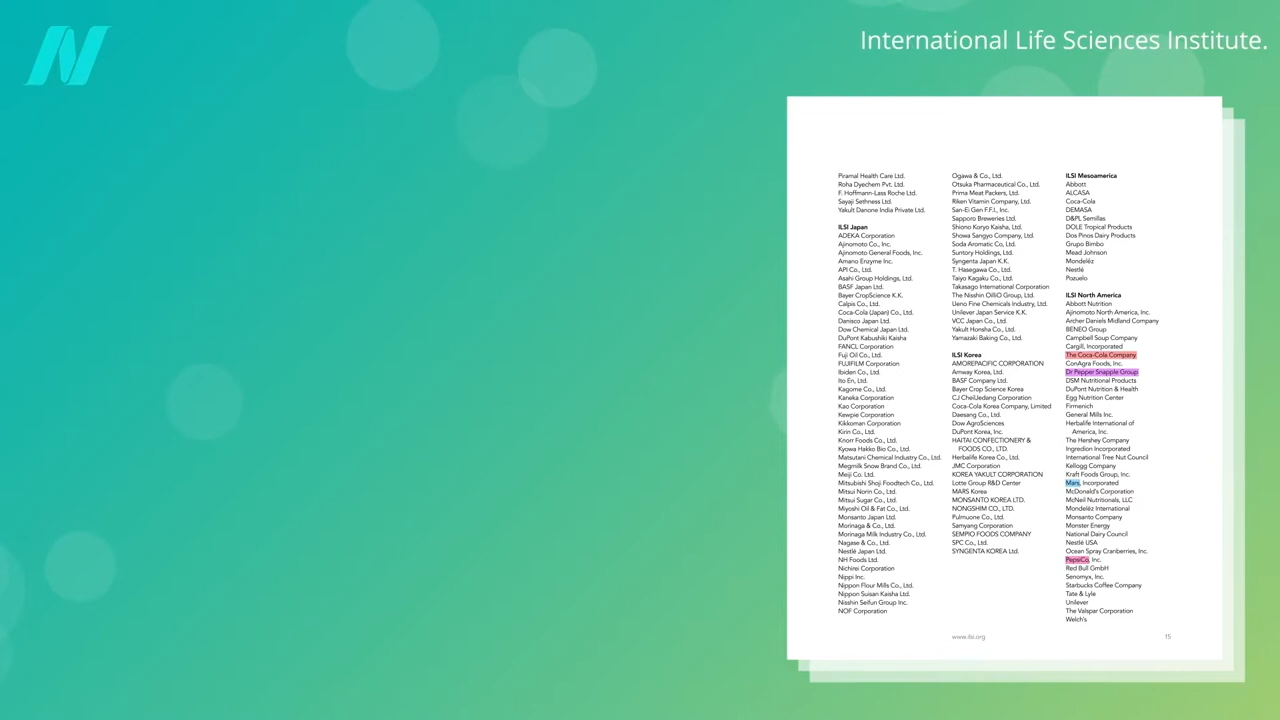 International Life Sciences Institute.
Piramal Health Care Ltd.
Roha Dyechem Pvt. Ltd.
F. Hoffmann-Lass Roche Ltd.
Sayaji Sethness Ltd.
Yakult Danone India Private Ltd.
ILSI Japan
ADEKA Corporation
Ajinomoto Co., Inc.
Ajinomoto General Foods, Inc.
Amano Enzyme Inc.
API Co., Ltd.
Asahi Group Holdings, Ltd.
BASF Japan Ltd.
Bayer CropScience K.K.
Calpis Co., Ltd.
Coca-Cola (Japan) Co., Ltd.
Danisco Japan Ltd.
Dow Chemical Japan Ltd.
DuPont Kabushiki Kaisha
FANCL Corporation
Fuji Oil Co., Ltd.
FUJIFILM Corporation
Ibiden Co., Ltd.
Ito En, Ltd.
Kagome Co., Ltd.
Kaneka Corporation
Kao Corporation
Kewpie Corporation
Kikkoman Corporation
Kirin Co., Ltd.
Knorr Foods Co., Ltd.
Kyowa Hakko Bio Co., Ltd.
Matsutani Chemical Industry Co., Ltd.
Megmilk Snow Brand Co., Ltd.
Meiji Co. Ltd.
Mitsubishi Shoji Foodtech Co., Ltd.
Mitsui Norin Co., Ltd.
Mitsui Sugar Co., Ltd.
Miyoshi Oil & Fat Co., Ltd.
Monsanto Japan Ltd.
Morinaga & Co., Ltd.
Morinaga Milk Industry Co., Ltd.
Nagase & Co., Ltd.
Nestlé Japan Ltd.
NH Foods Ltd.
Nichirei Corporation
Nippi Inc.
Nippon Flour Mills Co., Ltd.
Nippon Suisan Kaisha Ltd.
Nisshin Seifun Group Inc.
NOF Corporation
Ogawa & Co., Ltd.
Otsuka Pharmaceutical Co., Ltd.
Prima Meat Packers, Ltd.
Riken Vitamin Company, Ltd.
San-Ei Gen F.F.I., Inc.
Sapporo Breweries Ltd.
Shiono Koryo Kaisha, Ltd.
Showa Sangyo Company, Ltd.
Soda Aromatic Co, Ltd.
Suntory Holdings, Ltd.
Syngenta Japan K.K.
T. Hasegawa Co., Ltd.
Taiyo Kagaku Co., Ltd.
Takasago International Corporation
The Nisshin OilliO Group, Ltd.
Ueno Fine Chemicals Industry, Ltd.
Unilever Japan Service K.K.
VCC Japan Co., Ltd.
Yakult Honsha Co., Ltd.
Yamazaki Baking Co., Ltd.
ILSI Korea
AMOREPACIFIC CORPORATION
Amway Korea, Ltd.
BASF Company Ltd.
Bayer Crop Science Korea
CJ CheilJedang Corporation
Coca-Cola Korea Company, Limited
Daesang Co., Ltd.
Dow AgroSciences
DuPont Korea, Inc.
HAITAI CONFECTIONERY &
FOODS CO., LTD.
Herbalife Korea Co., Ltd.
JMC Corporation
KOREA YAKULT CORPORATION
Lotte Group R&D Center
MARS Korea
MONSANTO KOREA LTD.
NONGSHIM CO., LTD.
Pulmuone Co., Ltd.
Samyang Corporation
SEMPIO FOODS COMPANY
SPC Co., Ltd.
SYNGENTA KOREA Ltd.
ILSI Mesoamerica
Abbott
ALCASA
Coca-Cola
DEMASA
D&PL Semillas
DOLE Tropical Products
Dos Pinos Dairy Products
Grupo Bimbo
Mead Johnson
Mondelēz
Nestlé
Pozuelo
ILSI North America
Abbott Nutrition
Ajinomoto North America, Inc.
Archer Daniels Midland Company
BENEO Group
Campbell Soup Company
Cargill, Incorporated
The Coca-Cola Company
ConAgra Foods, Inc.
Dr Pepper Snapple Group
DSM Nutritional Products
DuPont Nutrition & Health
Egg Nutrition Center
Firmenich
General Mills Inc.
Herbalife International of
America, Inc.
The Hershey Company
Ingredion Incorporated
International Tree Nut Council
Kellogg Company
Kraft Foods Group, Inc.
Mars, Incorporated
McDonald's Corporation
McNeil Nutritionals, LLC
Mondelēz International
Monsanto Company
Monster Energy
National Dairy Council
Nestlé USA
Ocean Spray Cranberries, Inc.
PepsiCo, Inc.
Red Bull GmbH
Senomyx, Inc.
Starbucks Coffee Company
Tate & Lyle
Unilever
The Valspar Corporation
Welch's
www.ilsi.org
15